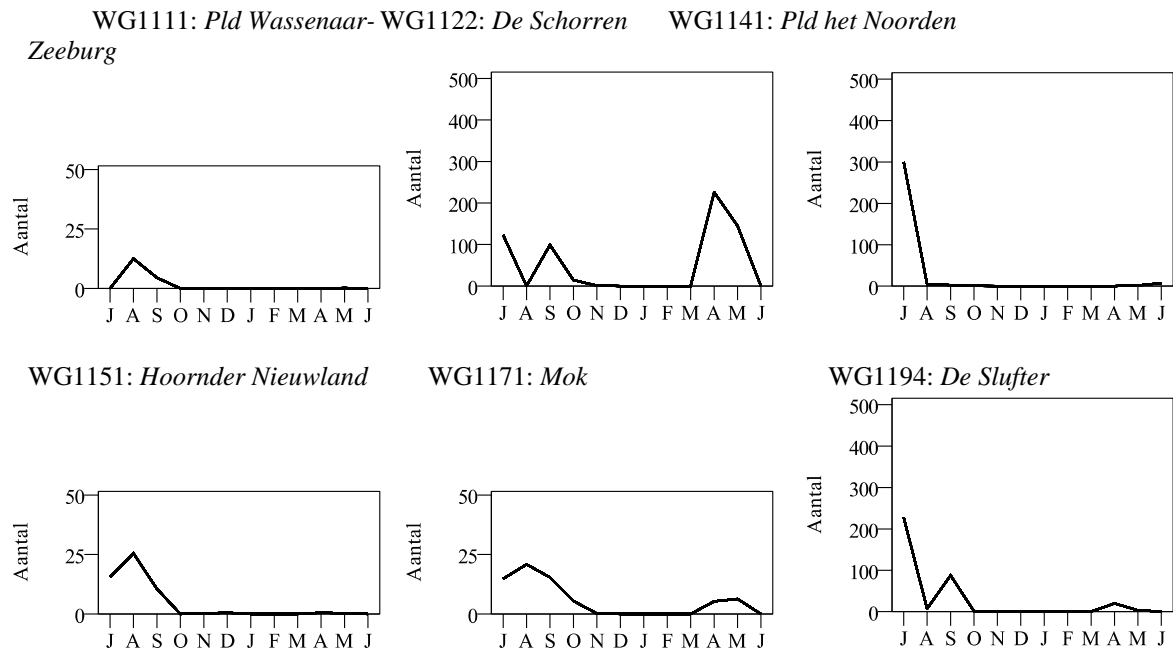 WG1111: Pld Wassenaar- WG1122: De Schorren WG1141: Pld het Noorden
Zeeburg
Aantal
50
25
0
J A S O N D J F M A M J
Aantal
500
400
300
200
100
0
J A S O N D J F M A M J
Aantal
500
400
300
200
100
0
J A S O N D J F M A M J
WG1151: Hoornder Nieuwland WG1171: Mok WG1194: De Slufter
Aantal
50
25
0
J A S O N D J F M A M J
Aantal
50
25
0
J A S O N D J F M A M J
Aantal
500
400
300
200
100
0
J A S O N D J F M A M J